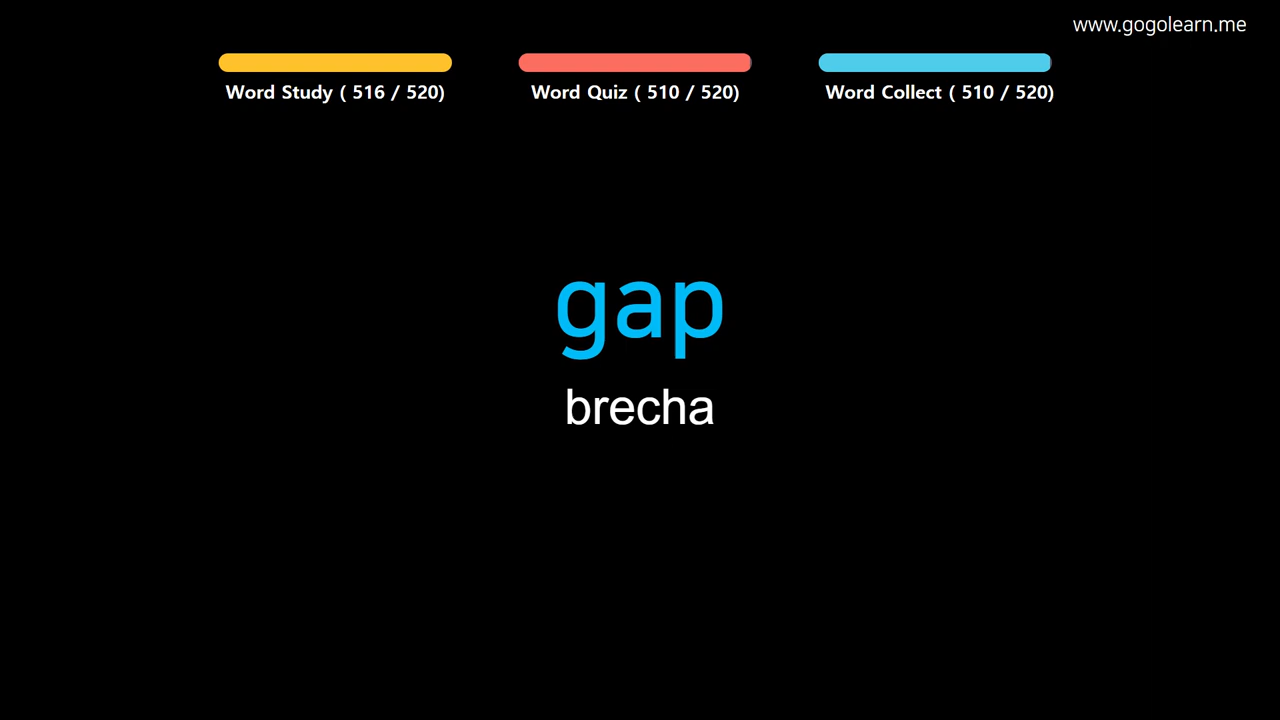 www.gogolearn.me
Word Study ( 516 / 520)
Word Quiz ( 510 / 520)
Word Collect ( 510 / 520)
gap
brecha